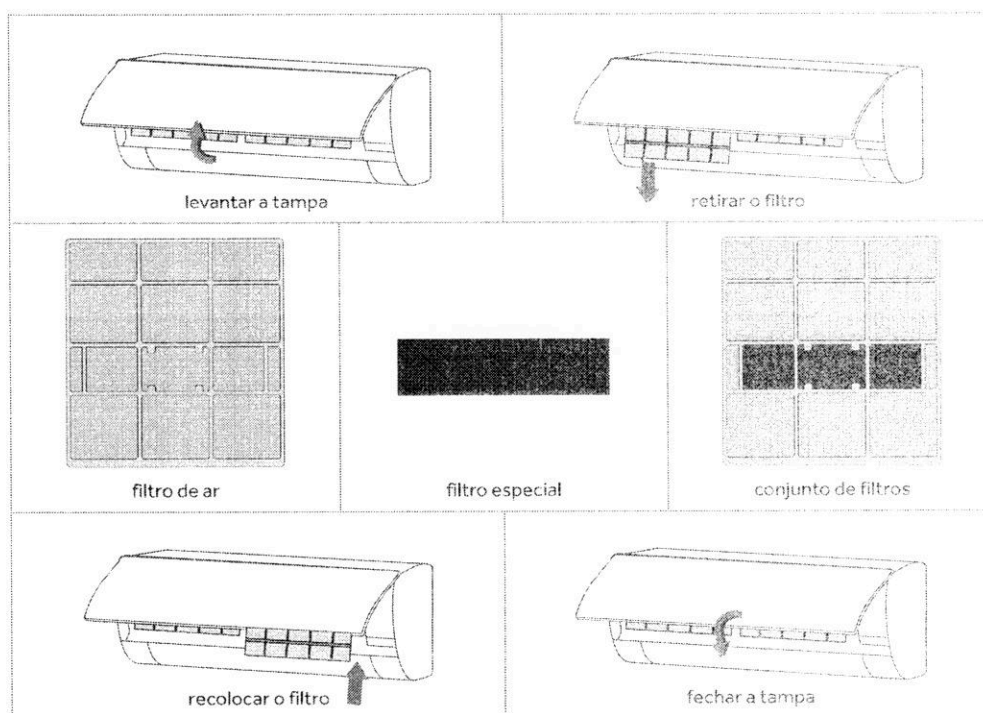 levantar a tampa
retirar o filtro
filtro de ar
filtro especial
conjunto de filtros
recolocar o filtro
fechar a tampa